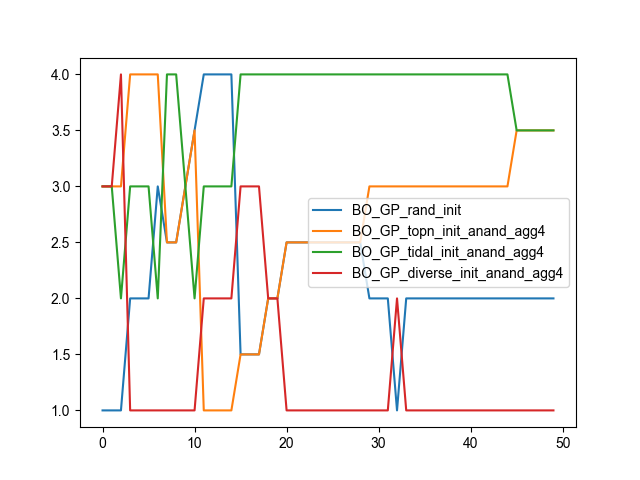 4.0
3.5
3.0
2.5
2.0
1.5
1.0
BO_GP_rand_init
BO_GP_topn_init_anand_agg4
BO_GP_tidal_init_anand_agg4
BO_GP_diverse_init_anand_agg4
0 10 20 30 40 50